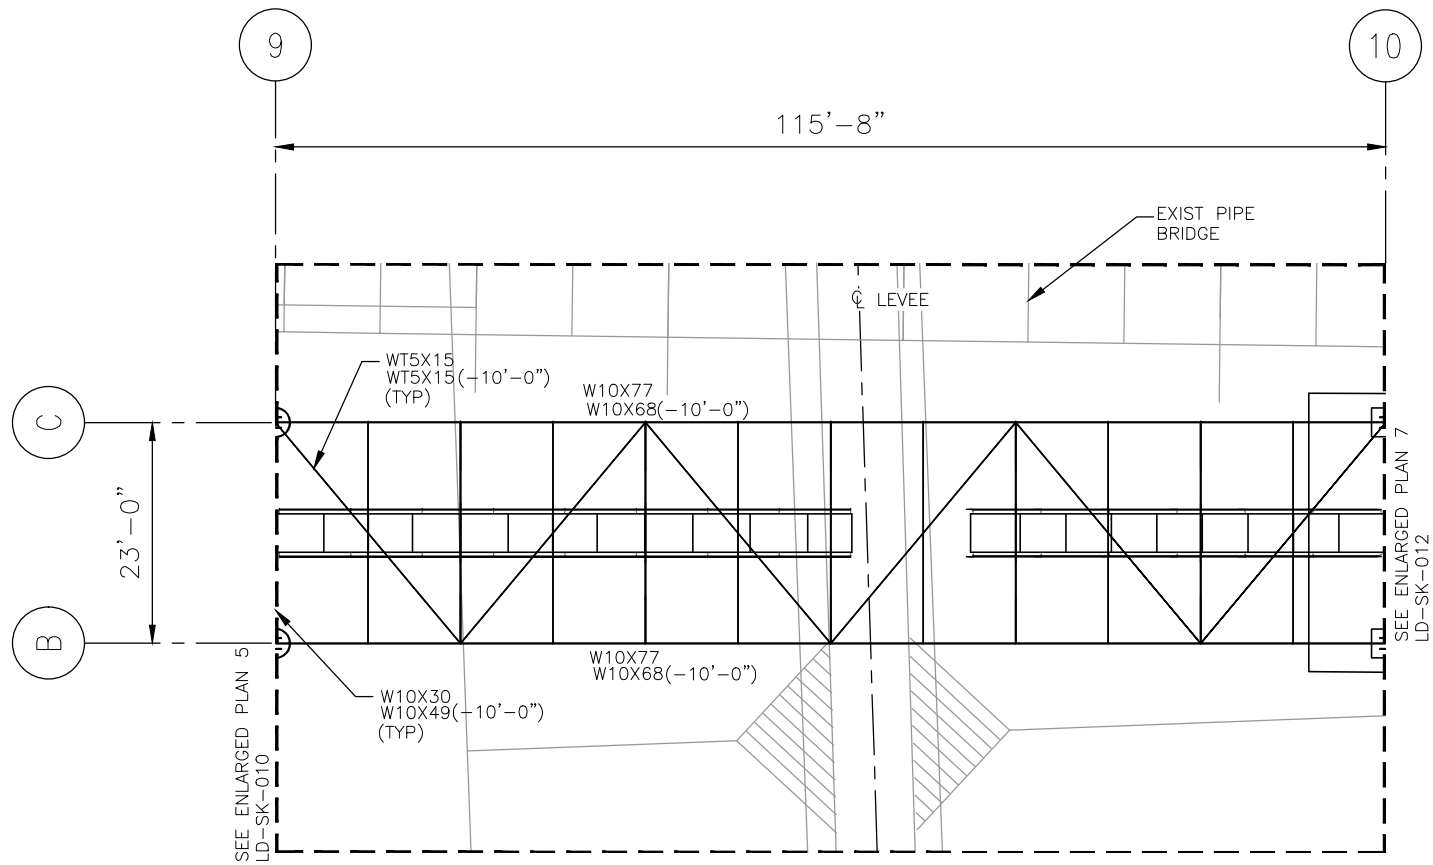 9
10
115'-8"
EXIST PIPE
BRIDGE
℄ LEVEE
WT5X15
WT5X15(-10'-0")
(TYP)
W10X77
W10X68(-10'-0")
C
23'-0"
B
W10X77
W10X68(-10'-0")
W10X30
W10X49(-10'-0")
(TYP)
SEE ENLARGED PLAN 5
LD-SK-010
SEE ENLARGED PLAN 7
LD-SK-012